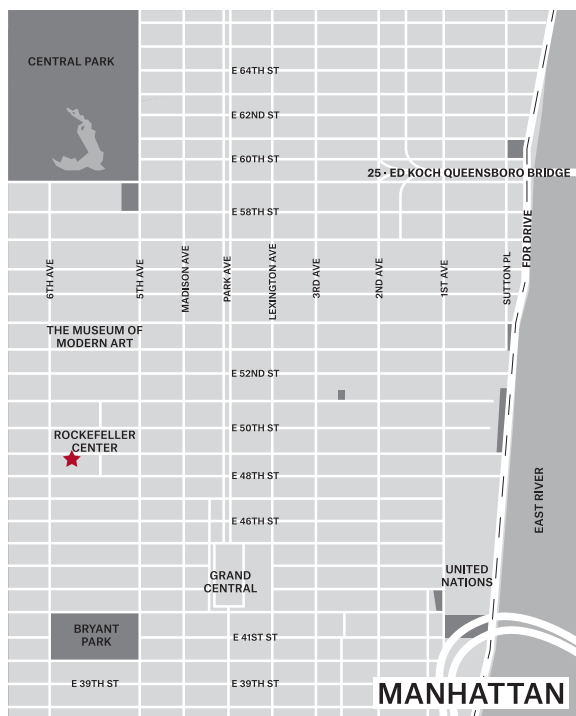 CENTRAL PARK
E 64TH ST
E 62ND ST
E 60TH ST
25 · ED KOCH QUEENSBORO BRIDGE
E 58TH ST
FDR DRIVE
6TH AVE
5TH AVE
MADISON AVE
PARK AVE
LEXINGTON AVE
3RD AVE
2ND AVE
1ST AVE
SUTTON PL
THE MUSEUM OF
MODERN ART
E 52ND ST
E 50TH ST
ROCKEFELLER
CENTER
E 48TH ST
EAST RIVER
E 46TH ST
GRAND
CENTRAL
UNITED
NATIONS
BRYANT
PARK
E 41ST ST
E 39TH ST
E 39TH ST
MANHATTAN